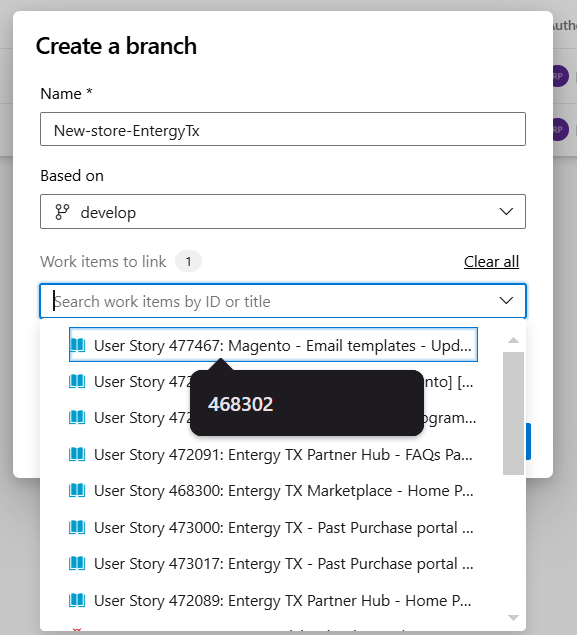 Autho
Create a branch
RP
Name *
New-store-EntergyTx
RP
Based on
develop
Work items to link 1 Clear all
Search work items by ID or title
User Story 477467: Magento - Email templates - Upd...
User Story 472 nto] [...
468302
User Story 472 ogram...
User Story 472091: Entergy TX Partner Hub - FAQs Pa...
User Story 468300: Entergy TX Marketplace - Home P...
User Story 473000: Entergy TX - Past Purchase portal ...
User Story 473017: Entergy TX - Past Purchase portal ...
User Story 472089: Entergy TX Partner Hub - Home P...